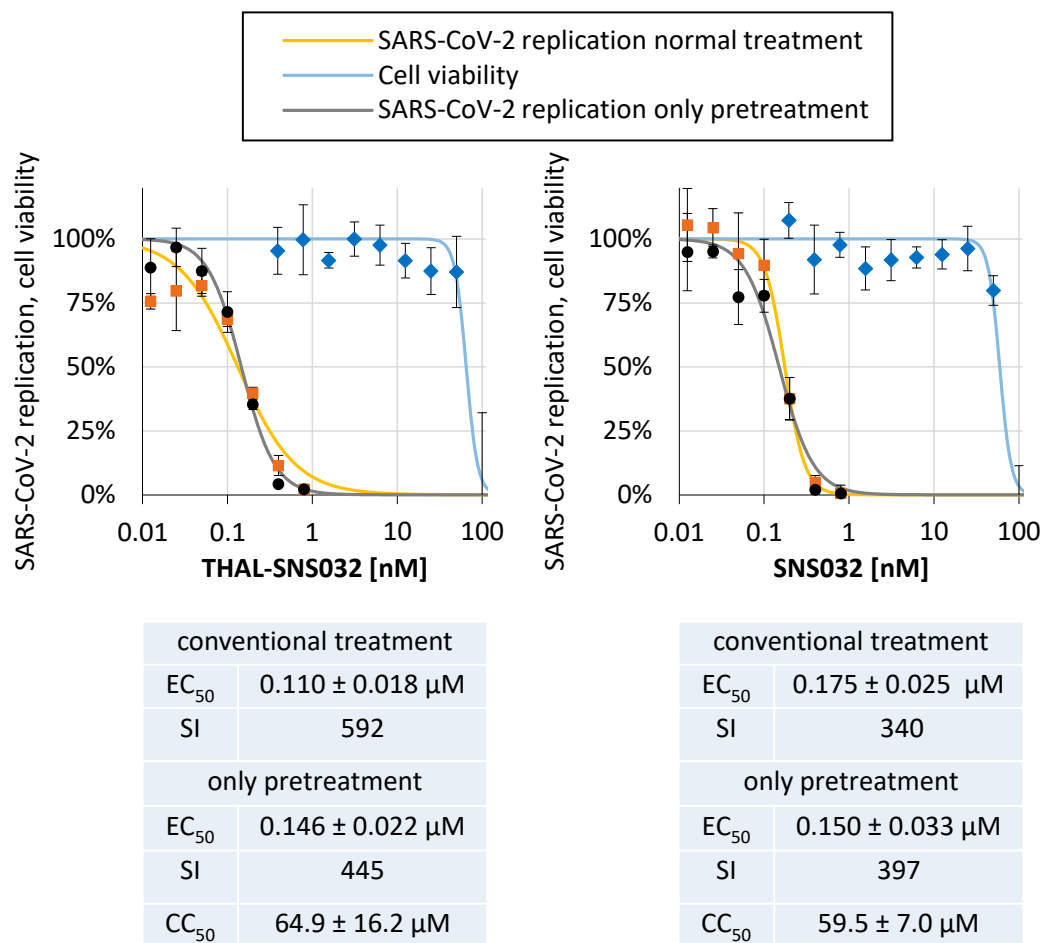 SARS-CoV-2 replication normal treatment
Cell viability
SARS-CoV-2 replication only pretreatment
SARS-CoV-2 replication, cell viability
100%
75%
50%
25%
0%
0.01 0.1 1 10 100
THAL-SNS032 [nM]
SARS-CoV-2 replication, cell viability
100%
75%
50%
25%
0%
0.01 0.1 1 10 100
SNS032 [nM]
conventional treatment
EC50 0.110 ± 0.018 µM
SI 592
only pretreatment
EC50 0.146 ± 0.022 µM
SI 445
CC50 64.9 ± 16.2 µM
conventional treatment
EC50 0.175 ± 0.025 µM
SI 340
only pretreatment
EC50 0.150 ± 0.033 µM
SI 397
CC50 59.5 ± 7.0 µM